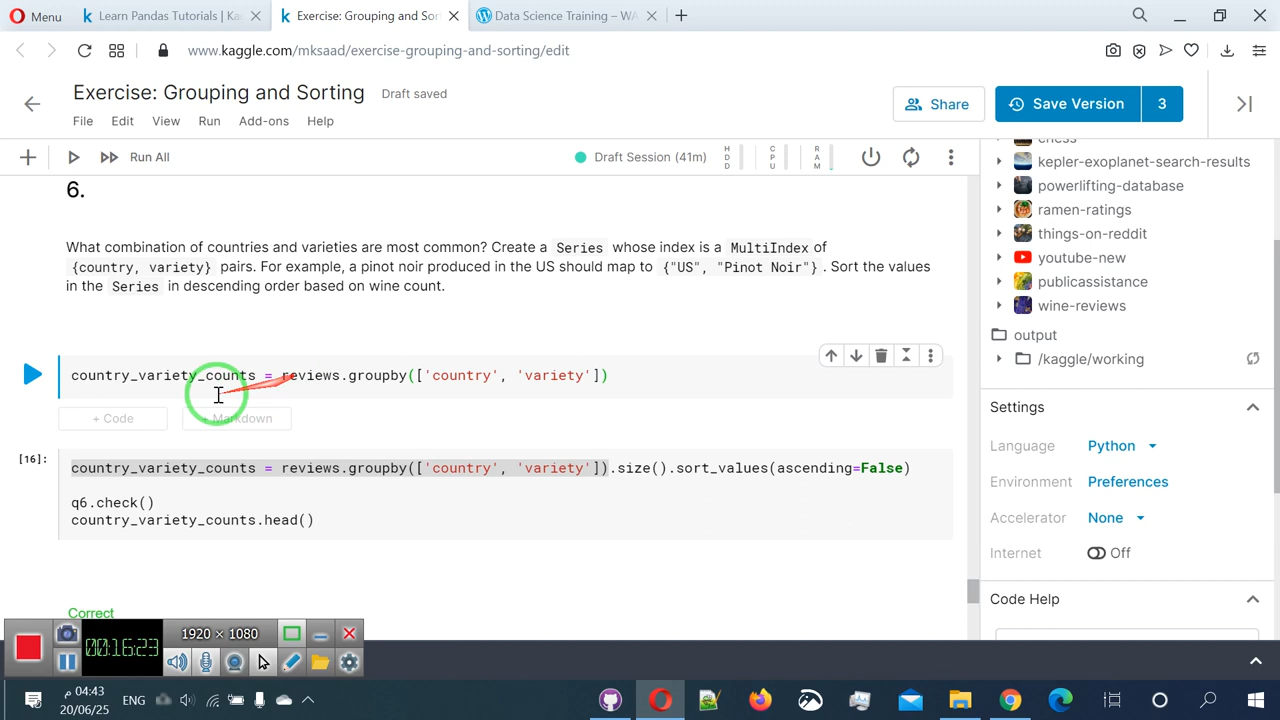 Menu
Learn Pandas Tutorials | Ka
Exercise: Grouping and Sor
Data Science Training – WA
www.kaggle.com/mksaad/exercise-grouping-and-sorting/edit
Exercise: Grouping and Sorting
Draft saved
File Edit View Run Add-ons Help
Share
Save Version 3
Run All
Draft Session (41m)
HDD CPU RAM
6.
What combination of countries and varieties are most common? Create a Series whose index is a MultiIndex of
{country, variety} pairs. For example, a pinot noir produced in the US should map to {"US", "Pinot Noir"} . Sort the values
in the Series in descending order based on wine count.
country_variety_counts = reviews.groupby(['country', 'variety'])
+ Code + Markdown
[16]:
country_variety_counts = reviews.groupby(['country', 'variety']).size().sort_values(ascending=False)
q6.check()
country_variety_counts.head()
Correct
chess
kepler-exoplanet-search-results
powerlifting-database
ramen-ratings
things-on-reddit
youtube-new
publicassistance
wine-reviews
output
/kaggle/working
Settings
Language Python
Environment Preferences
Accelerator None
Internet Off
Code Help
00:16:23
1920 × 1080
ENG
04:43 م
20/06/25